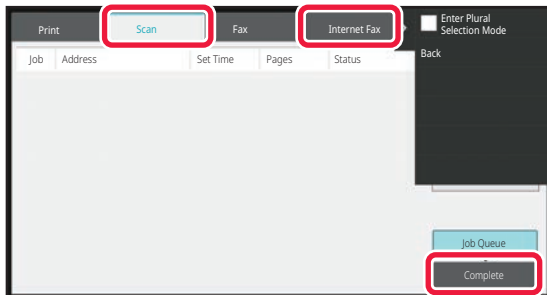 Print Scan Fax Internet Fax
Enter Plural
Selection Mode
Job Address Set Time Pages Status
Back
Job Queue
Complete